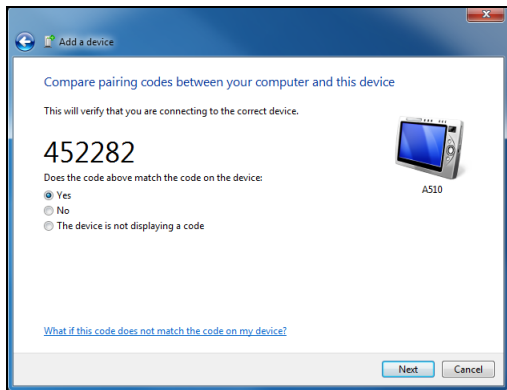 Add a device
Compare pairing codes between your computer and this device
This will verify that you are connecting to the correct device.
452282
Does the code above match the code on the device:
Yes
No
The device is not displaying a code
A510
What if this code does not match the code on my device?
Next Cancel